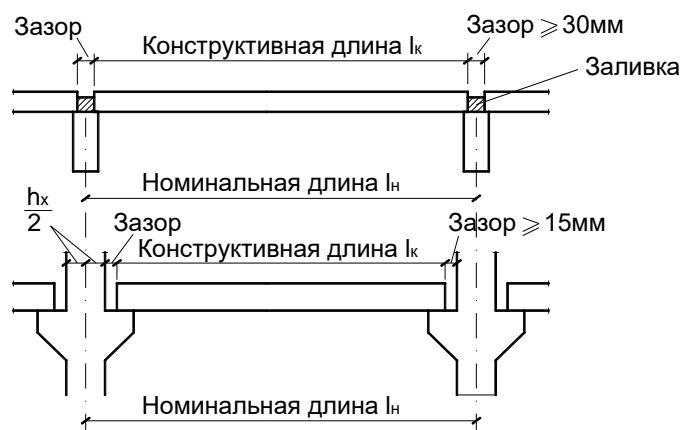 Зазор
Конструктивная длина lк
Зазор ⩾30мм
Заливка
Номинальная длина lн
hx
2
Зазор
Зазор ⩾15мм
Конструктивная длина lк
Номинальная длина lн